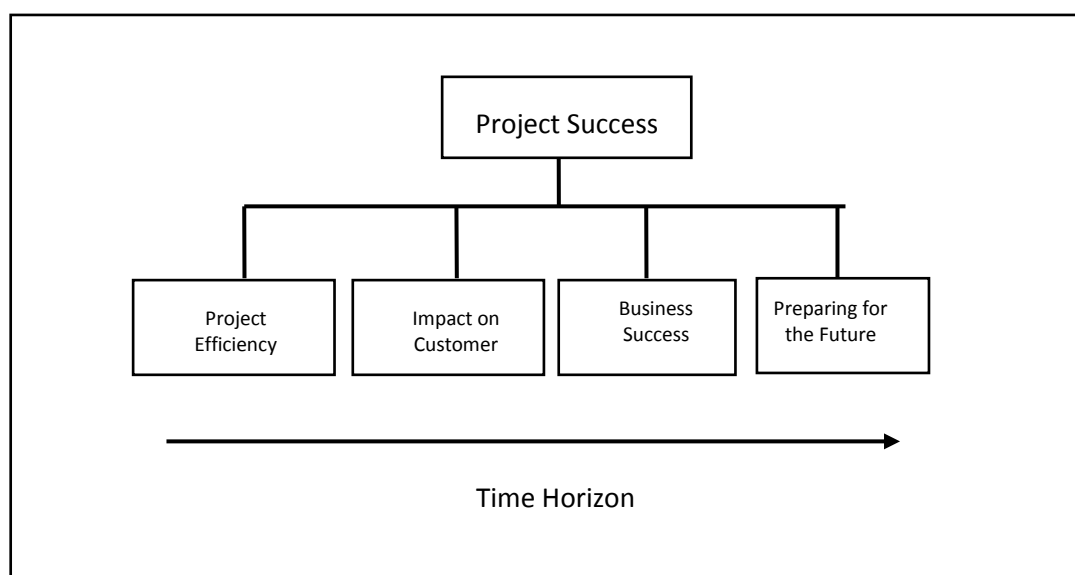 Project Success
Project
Efficiency
Impact on
Customer
Business
Success
Preparing for
the Future
Time Horizon